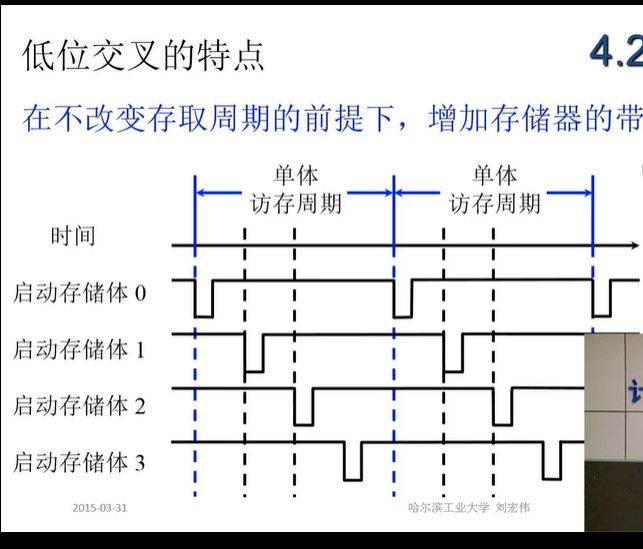 低位交叉的特点
4.2
在不改变存取周期的前提下，增加存储器的带
单体
访存周期
单体
访存周期
时间
启动存储体 0
启动存储体 1
启动存储体 2
启动存储体 3
计
2015-03-31
哈尔滨工业大学 刘宏伟